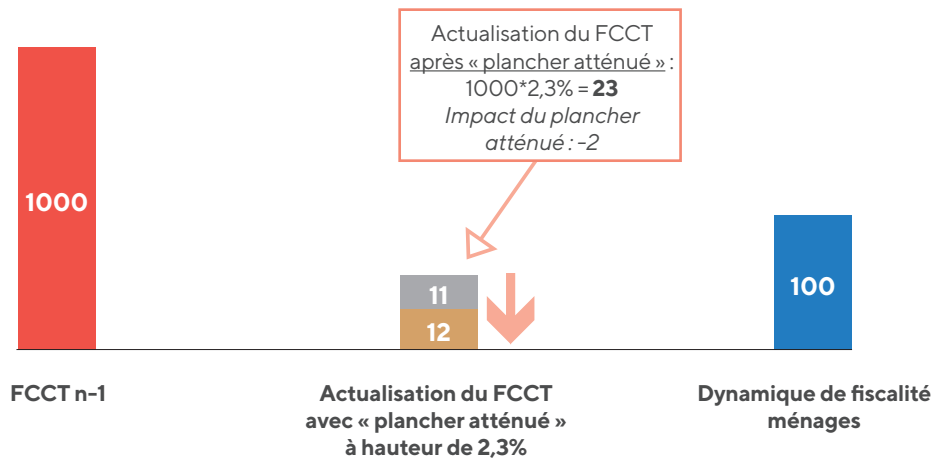 Actualisation du FCCT
après « plancher atténué » :
1000*2,3% = 23
Impact du plancher
atténué : -2
1000
11
12
100
FCCT n-1
Actualisation du FCCT
avec « plancher atténué »
à hauteur de 2,3%
Dynamique de fiscalité
ménages